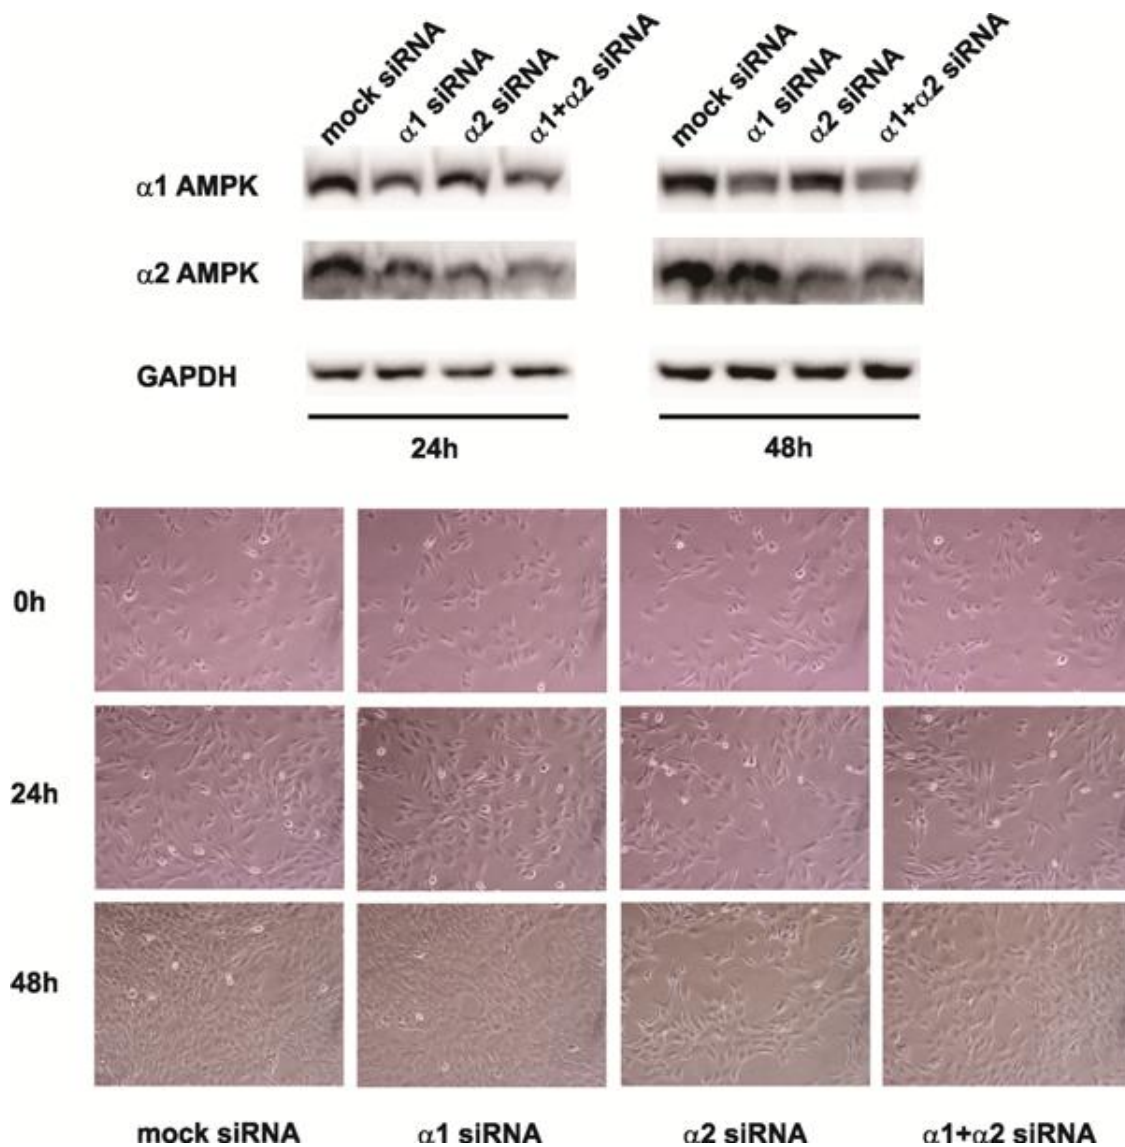 mock siRNA
α1 siRNA
α2 siRNA
α1+α2 siRNA
mock siRNA
α1 siRNA
α2 siRNA
α1+α2 siRNA
α1 AMPK
α2 AMPK
GAPDH
24h
48h
0h
24h
48h
mock siRNA
α1 siRNA
α2 siRNA
α1+α2 siRNA